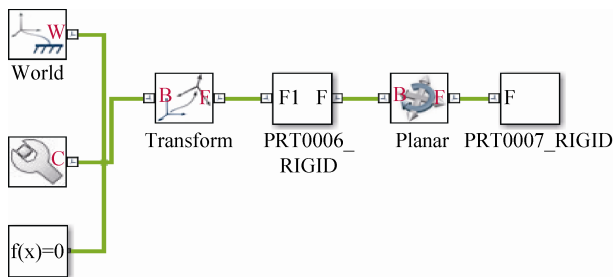 W
World
C
f(x)=0
B F
Transform
F1 F
PRT0006_
RIGID
B F
Planar
F
PRT0007_RIGID